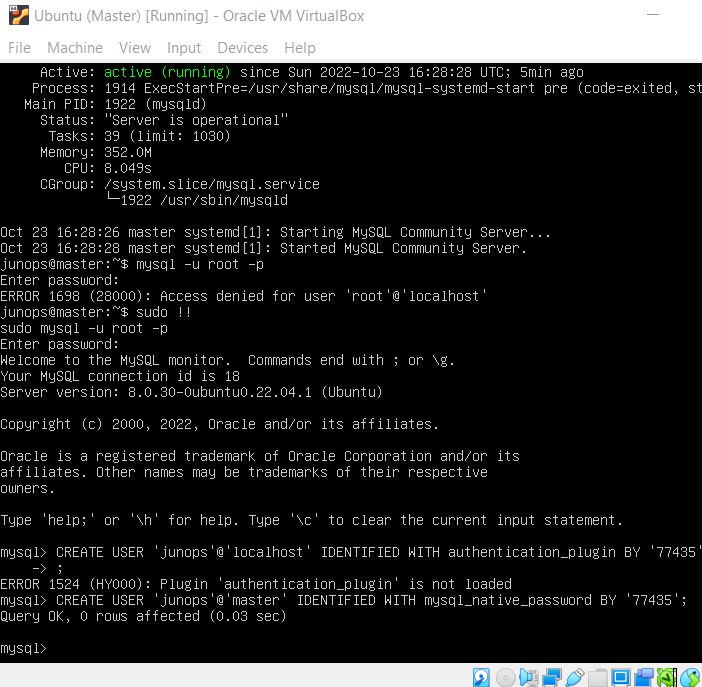 Ubuntu (Master) [Running] - Oracle VM VirtualBox
File Machine View Input Devices Help
Active: active (running) since Sun 2022-10-23 16:28:28 UTC; 5min ago
Process: 1914 ExecStartPre=/usr/share/mysql/mysql-systemd-start pre (code=exited, st
Main PID: 1922 (mysqld)
Status: "Server is operational"
Tasks: 39 (limit: 1030)
Memory: 352.0M
CPU: 8.049s
CGroup: /system.slice/mysql.service
└─1922 /usr/sbin/mysqld
Oct 23 16:28:26 master systemd[1]: Starting MySQL Community Server...
Oct 23 16:28:28 master systemd[1]: Started MySQL Community Server.
junops@master:~$ mysql -u root -p
Enter password:
ERROR 1698 (28000): Access denied for user 'root'@'localhost'
junops@master:~$ sudo !!
sudo mysql -u root -p
Enter password:
Welcome to the MySQL monitor.  Commands end with ; or \g.
Your MySQL connection id is 18
Server version: 8.0.30-0ubuntu0.22.04.1 (Ubuntu)
Copyright (c) 2000, 2022, Oracle and/or its affiliates.
Oracle is a registered trademark of Oracle Corporation and/or its
affiliates. Other names may be trademarks of their respective
owners.
Type 'help;' or '\h' for help. Type '\c' to clear the current input statement.
mysql> CREATE USER 'junops'@'localhost' IDENTIFIED WITH authentication_plugin BY '77435'
-> ;
ERROR 1524 (HY000): Plugin 'authentication_plugin' is not loaded
mysql> CREATE USER 'junops'@'master' IDENTIFIED WITH mysql_native_password BY '77435';
Query OK, 0 rows affected (0.03 sec)
mysql>